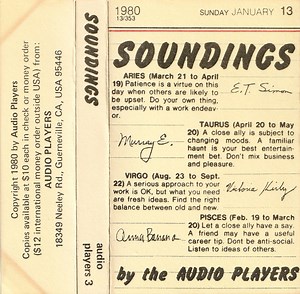 Copyright 1980 by Audio Players
Copies available at $10 each in check or money order
($12 international money order outside USA) from:
AUDIO PLAYERS
18349 Neeley Rd., Guerneville, CA, USA 95446
SOUNDINGS
audio
players 3
1980
13/353
SUNDAY JANUARY 13
SOUNDINGS
ARIES (March 21 to April
19) Patience is a virtue on this
day when others are likely to
be upset. Do your own thing,
especially with a work endeav-
or.
E.T. Simon
TAURUS (April 20 to May
20) A close ally is subject to
changing moods. A familiar
haunt is your best entertain-
ment bet. Don't mix business
and pleasure.
Murray E.
VIRGO (Aug. 23 to Sept.
22) A serious approach to your
work is OK, but what you need
are fresh ideas. Find the right
balance between old and new.
Kirby
PISCES (Feb. 19 to March
20) Let a close ally have a say.
A friend may have a useful
career tip. Dont be anti-social.
Listen to ideas of others.
Anna Banana
by the AUDIO PLAYERS